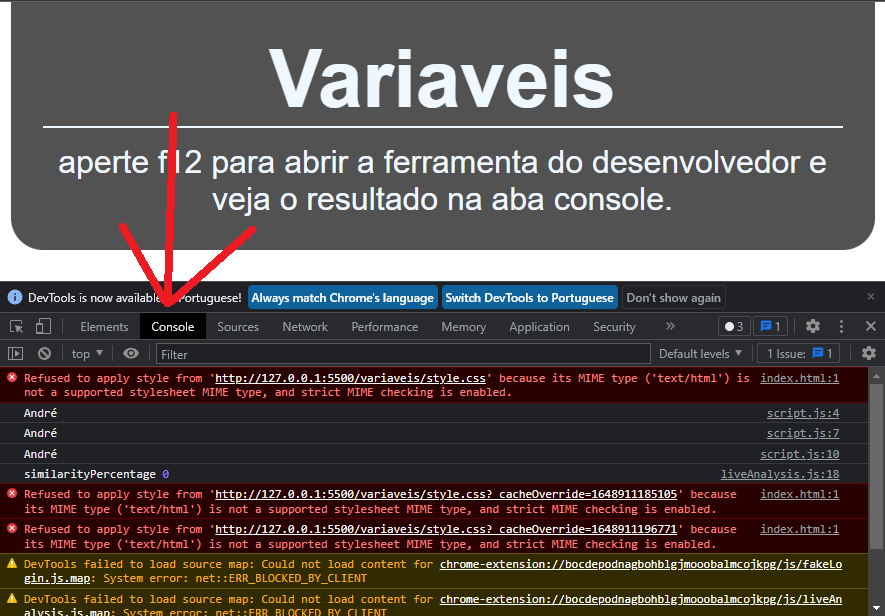 Variaveis
aperte f12 para abrir a ferramenta do desenvolvedor e
veja o resultado na aba console.
DevTools is now available Portuguese! Always match Chrome's language Switch DevTools to Portuguese Don't show again
Elements Console Sources Network Performance Memory Application Security 3 1
top Filter Default levels 1 Issue: 1
Refused to apply style from 'http://127.0.0.1:5500/variaveis/style.css' because its MIME type ('text/html') is index.html:1
not a supported stylesheet MIME type, and strict MIME checking is enabled.
André script.js:4
André script.js:7
André script.js:10
similarityPercentage 0 liveAnalysis.js:18
Refused to apply style from 'http://127.0.0.1:5500/variaveis/style.css?_cacheOverride=1648911185105' because index.html:1
its MIME type ('text/html') is not a supported stylesheet MIME type, and strict MIME checking is enabled.
Refused to apply style from 'http://127.0.0.1:5500/variaveis/style.css?_cacheOverride=1648911196771' because index.html:1
its MIME type ('text/html') is not a supported stylesheet MIME type, and strict MIME checking is enabled.
DevTools failed to load source map: Could not load content for chrome-extension://bocdepodnagbohblgjmooobalmcojkpg/js/fakeLo
gin.js.map: System error: net::ERR_BLOCKED_BY_CLIENT
DevTools failed to load source map: Could not load content for chrome-extension://bocdepodnagbohblgjmooobalmcojkpg/js/liveAn
alysis.js.map: System error: net::ERR_BLOCKED_BY_CLIENT